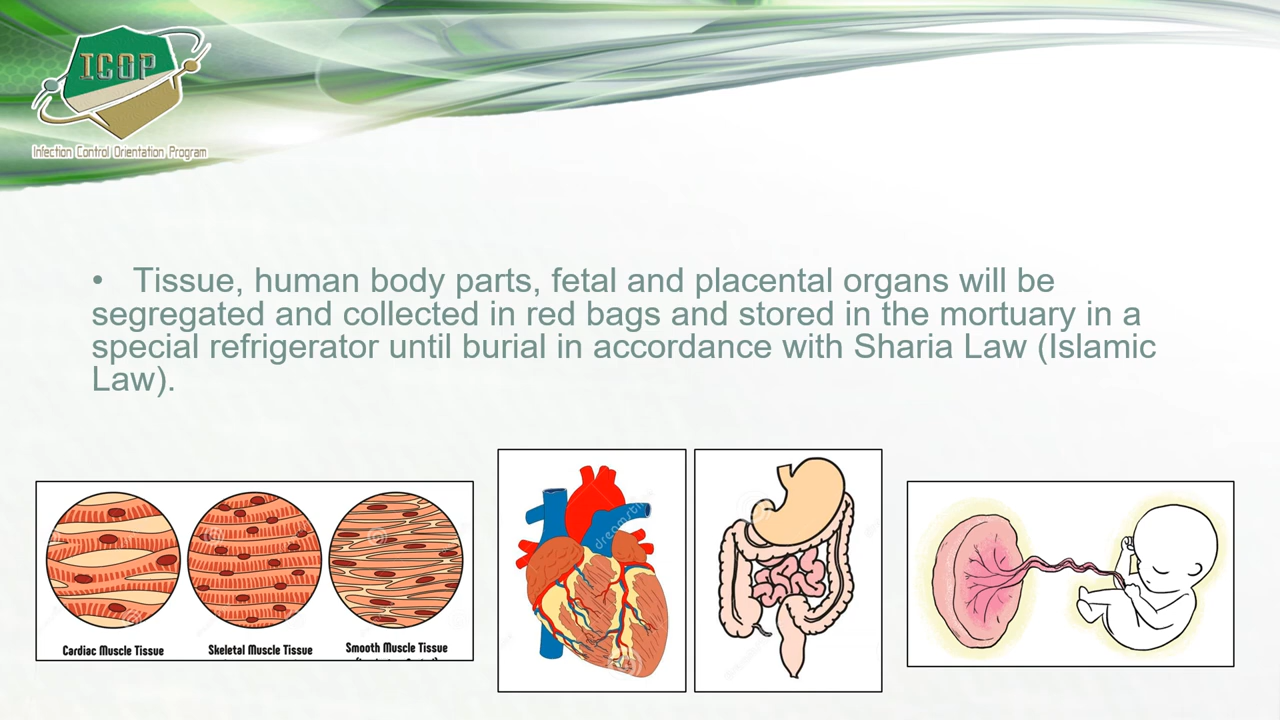 ICOP
Infection Control Orientation Program
• Tissue, human body parts, fetal and placental organs will be
segregated and collected in red bags and stored in the mortuary in a
special refrigerator until burial in accordance with Sharia Law (Islamic
Law).
Cardiac Muscle Tissue
Skeletal Muscle Tissue
Smooth Muscle Tissue